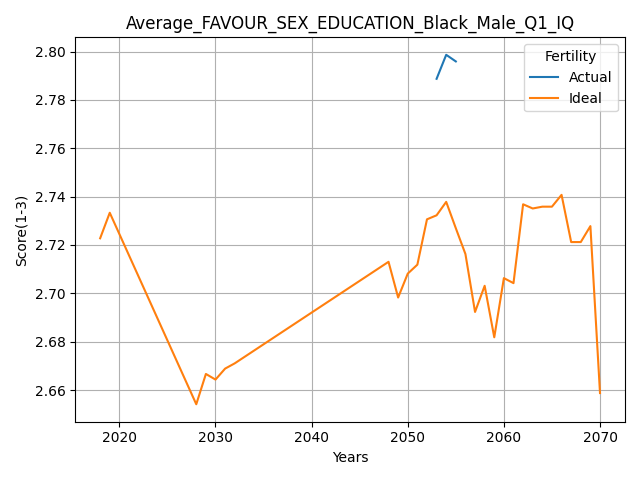 Average_FAVOUR_SEX_EDUCATION_Black_Male_Q1_IQ
Fertility
Actual
Ideal
Score(1-3)
2.80
2.78
2.76
2.74
2.72
2.70
2.68
2.66
2020
2030
2040
2050
2060
2070
Years